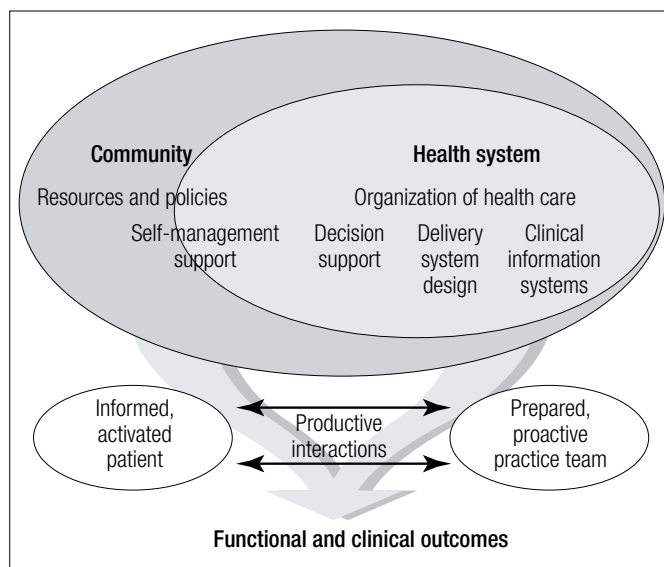 Community
Resources and policies
Health system
Organization of health care
Self-management
support
Decision
support
Delivery
system
design
Clinical
information
systems
Informed,
activated
patient
Productive
interactions
Prepared,
proactive
practice team
Functional and clinical outcomes